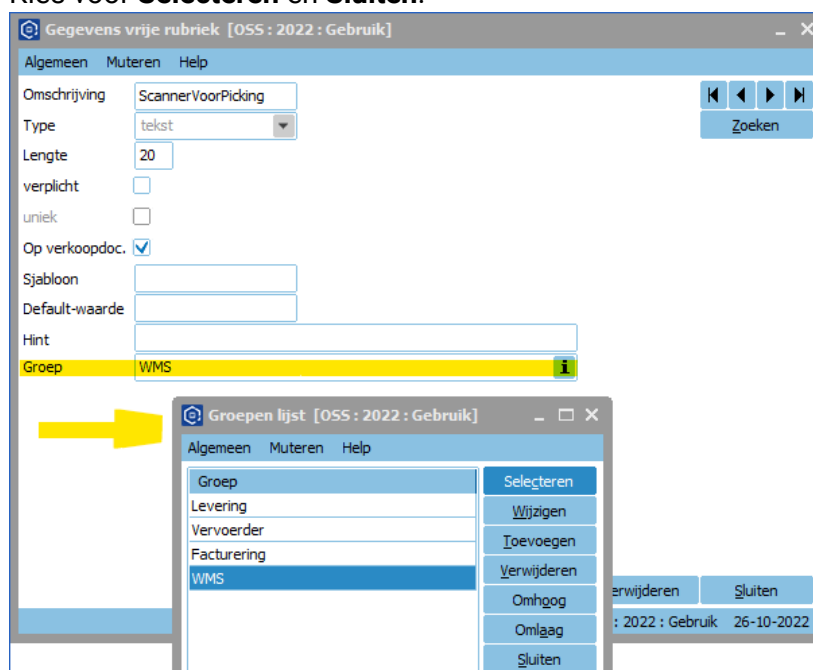 Kies voor Selecteren en Sluiten.
Gegevens vrije rubriek [OSS : 2022 : Gebruik]
Algemeen Muteren Help
Omschrijving ScannerVoorPicking
Type tekst
Zoeken
Lengte 20
verplicht
uniek
Op verkoopdoc.
Sjabloon
Default-waarde
Hint
Groep WMS i
Groepen lijst [OSS : 2022 : Gebruik]
Algemeen Muteren Help
Groep
Levering
Vervoerder
Facturering
WMS
Selecteren
Wijzigen
Toevoegen
Verwijderen
Omhoog
Omlaag
Sluiten
erwijderen Sluiten
: 2022 : Gebruik 26-10-2022